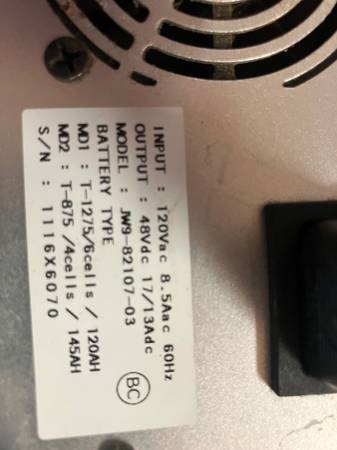 INPUT : 120Vac 8.5Aac 60Hz
OUTPUT : 48Vdc 17/13Adc
MODEL : JW9-82107-03
BATTERY TYPE
MD1 : T-1275/6cells / 120AH
MD2 : T-875 /4cells / 145AH
S/N : 1116X6070
BC